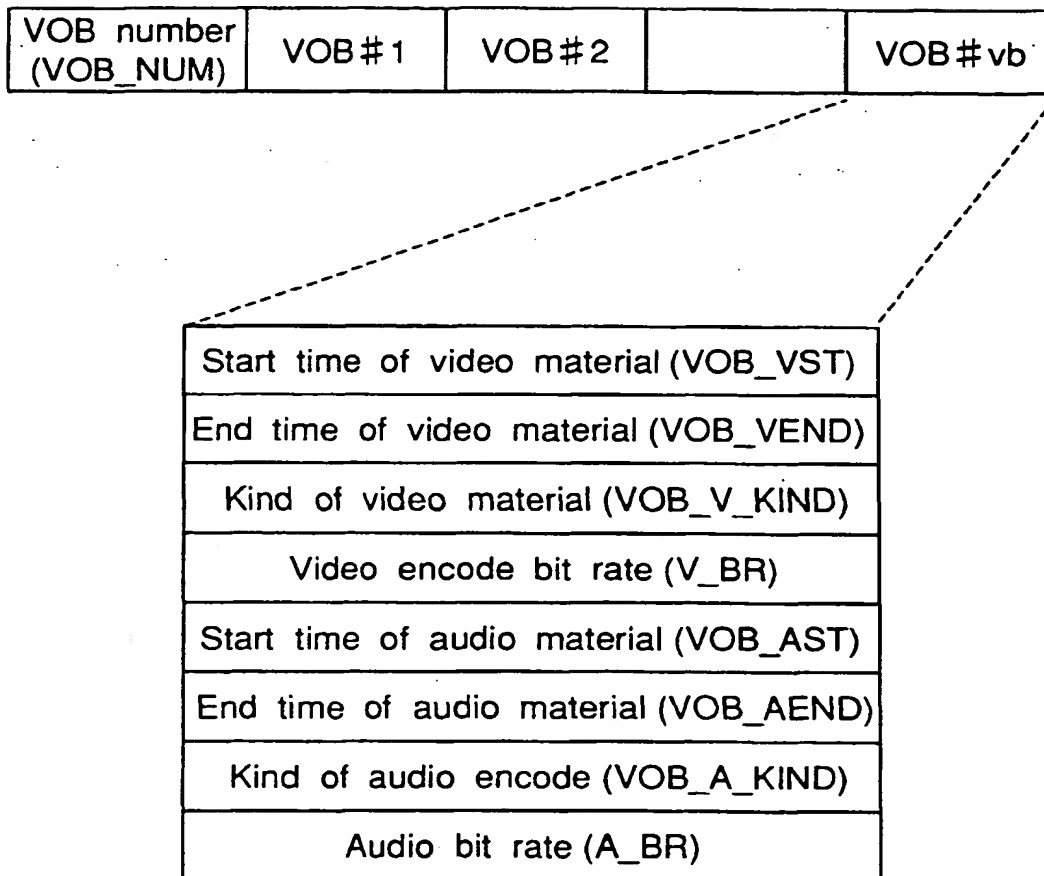 VOB number
(VOB_NUM)
VOB#1
VOB#2
VOB#vb
Start time of video material (VOB_VST)
End time of video material (VOB_VEND)
Kind of video material (VOB_V_KIND)
Video encode bit rate (V_BR)
Start time of audio material (VOB_AST)
End time of audio material (VOB_AEND)
Kind of audio encode (VOB_A_KIND)
Audio bit rate (A_BR)